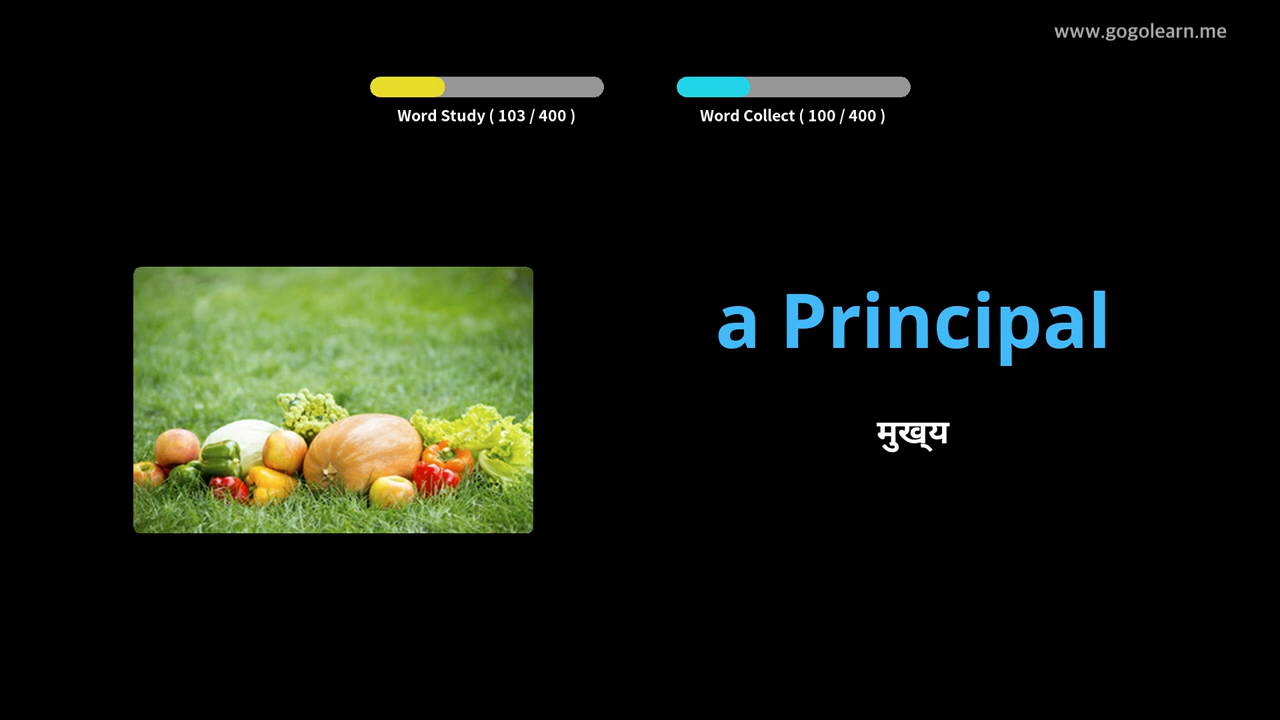 www.gogolearn.me
Word Study ( 103 / 400 )
Word Collect ( 100 / 400 )
a Principal
मुख्य